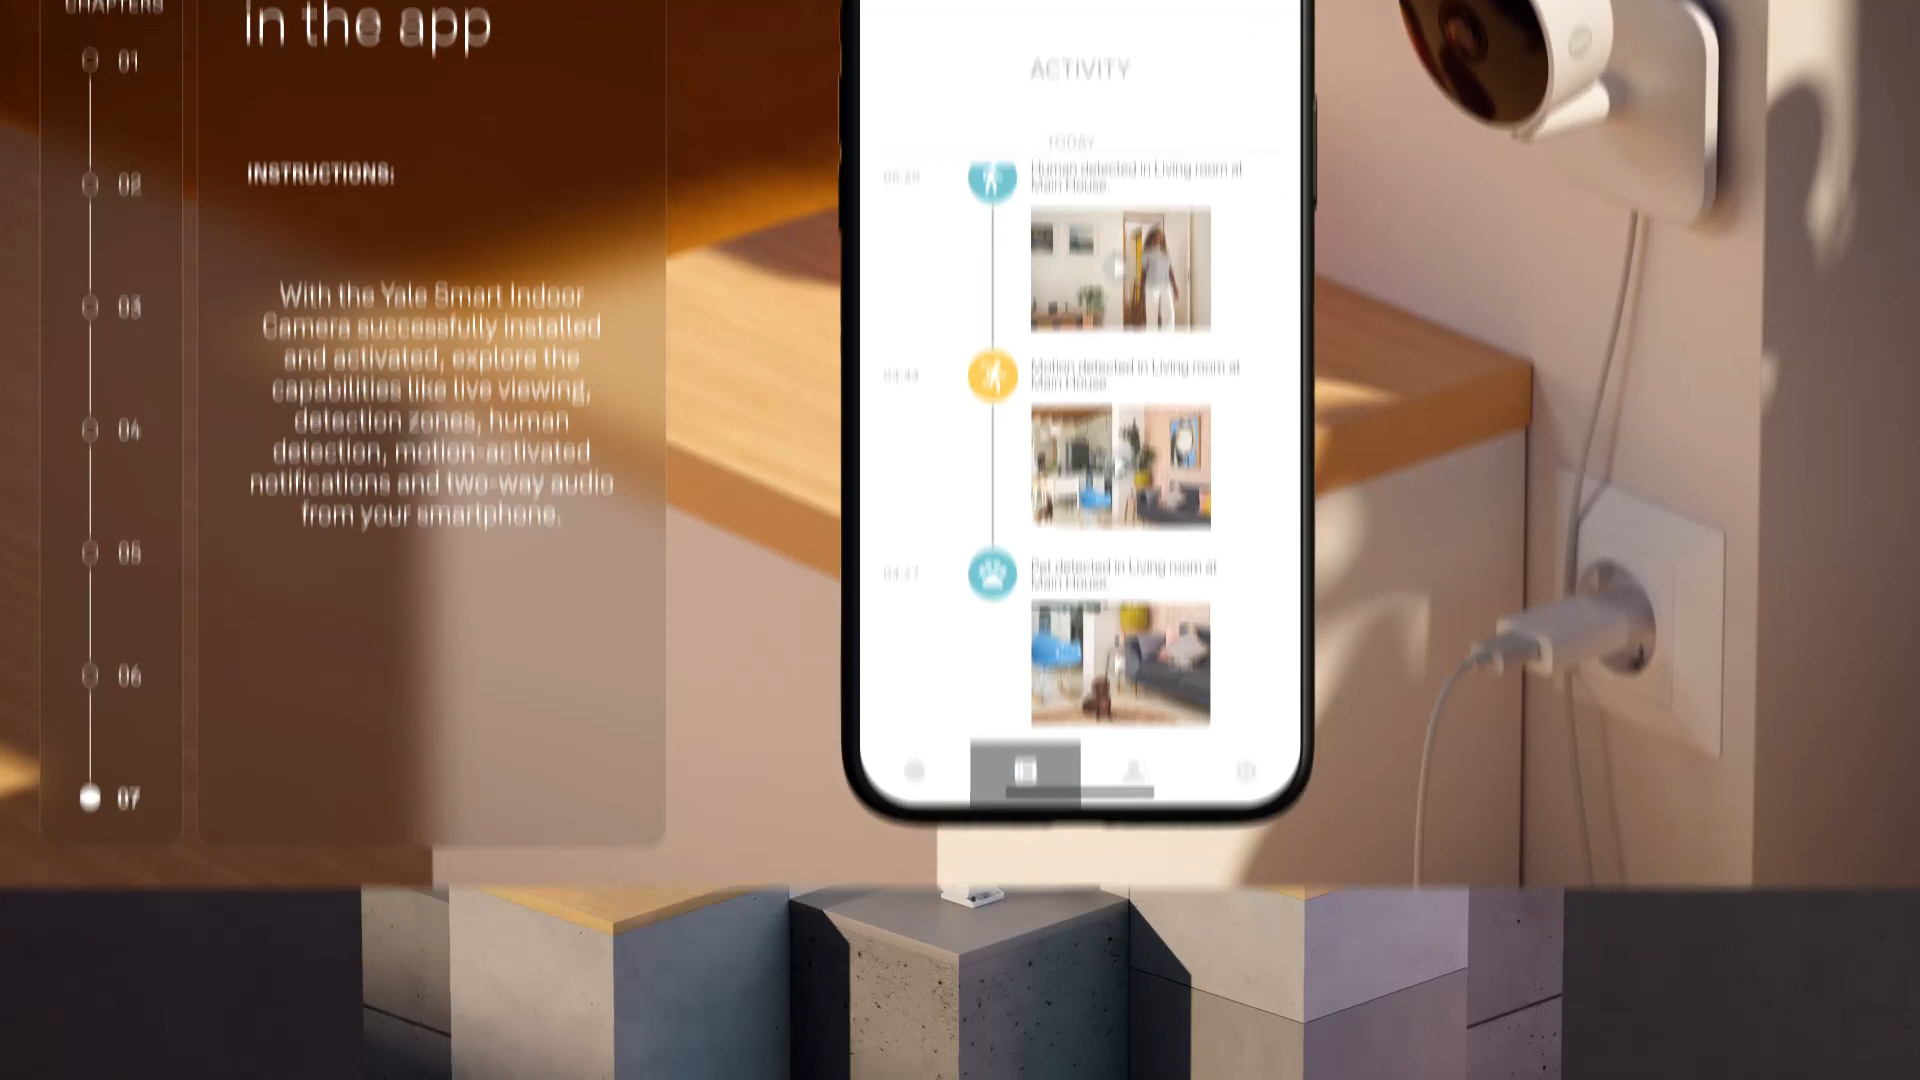 CHAPTERS
01
02
03
04
05
06
07
in the app
INSTRUCTIONS:
With the Yale Smart Indoor
Camera successfully installed
and activated, explore the
capabilities like live viewing,
detection zones, human
detection, motion-activated
notifications and two-way audio
from your smartphone.
ACTIVITY
TODAY
Human detected in Living room at
Main House.
Motion detected in Living room at
Main House.
Pet detected in Living room at
Main House.